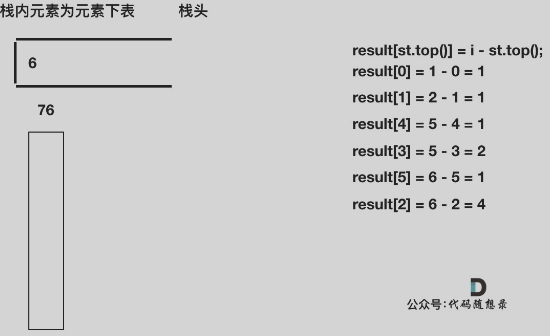 栈内元素为元素下表 栈头
6
76
result[st.top()] = i - st.top();
result[0] = 1 - 0 = 1
result[1] = 2 - 1 = 1
result[4] = 5 - 4 = 1
result[3] = 5 - 3 = 2
result[5] = 6 - 5 = 1
result[2] = 6 - 2 = 4
公众号:代码随想录